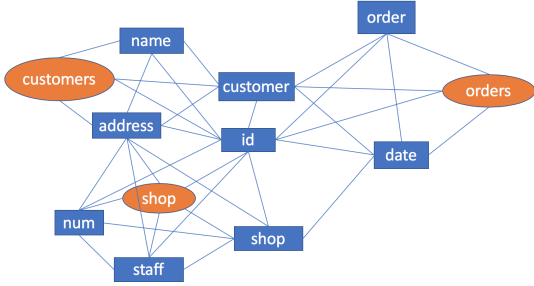 order
name
customers
customer
orders
address
id
date
shop
num
shop
staff